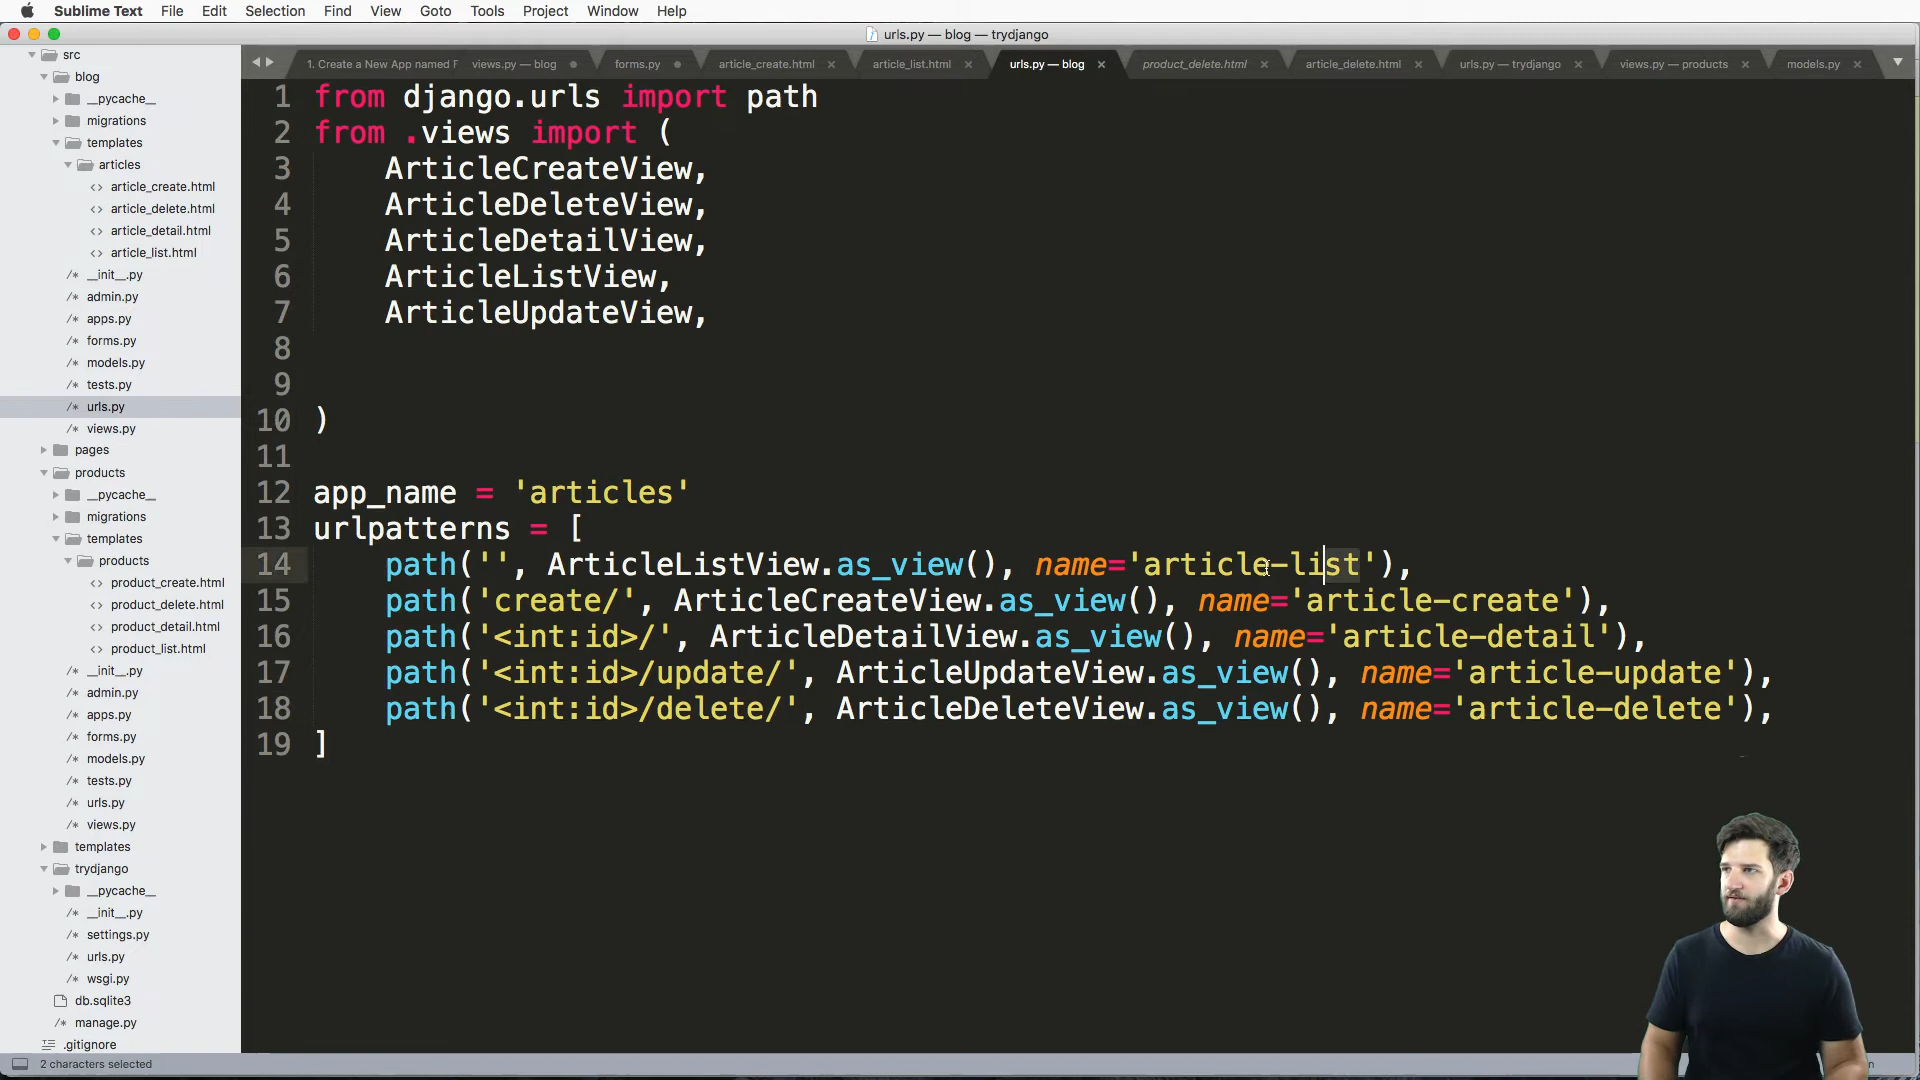 Sublime Text File Edit Selection Find View Goto Tools Project Window Help
urls.py — blog — trydjango
1. Create a New App named F views.py — blog forms.py article_create.html article_list.html urls.py — blog product_delete.html article_delete.html urls.py — trydjango views.py — products models.py
src
blog
__pycache__
migrations
templates
articles
article_create.html
article_delete.html
article_detail.html
article_list.html
__init__.py
admin.py
apps.py
forms.py
models.py
tests.py
urls.py
views.py
pages
products
__pycache__
migrations
templates
products
product_create.html
product_delete.html
product_detail.html
product_list.html
__init__.py
admin.py
apps.py
forms.py
models.py
tests.py
urls.py
views.py
templates
trydjango
__pycache__
__init__.py
settings.py
urls.py
wsgi.py
db.sqlite3
manage.py
.gitignore
1 from django.urls import path
2 from .views import (
3 ArticleCreateView,
4 ArticleDeleteView,
5 ArticleDetailView,
6 ArticleListView,
7 ArticleUpdateView,
8
9
10 )
11
12 app_name = 'articles'
13 urlpatterns = [
14 path('', ArticleListView.as_view(), name='article-list'),
15 path('create/', ArticleCreateView.as_view(), name='article-create'),
16 path('<int:id>/', ArticleDetailView.as_view(), name='article-detail'),
17 path('<int:id>/update/', ArticleUpdateView.as_view(), name='article-update'),
18 path('<int:id>/delete/', ArticleDeleteView.as_view(), name='article-delete'),
19 ]
2 characters selected